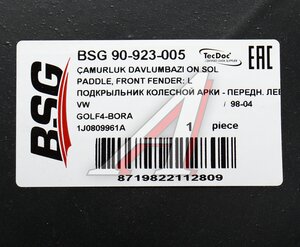 BSG
BSG 90-923-005
TecDoc
EAC
ÇAMURLUK DAVLUMBAZI ON SOL
PADDLE, FRONT FENDER; L
ПОДКРЫЛЬНИК КОЛЕСНОЙ АРКИ - ПЕРЕДН. ЛЕВ
VW / 98-04
GOLF4-BORA
1J0809961A 1 piece
8719822112809